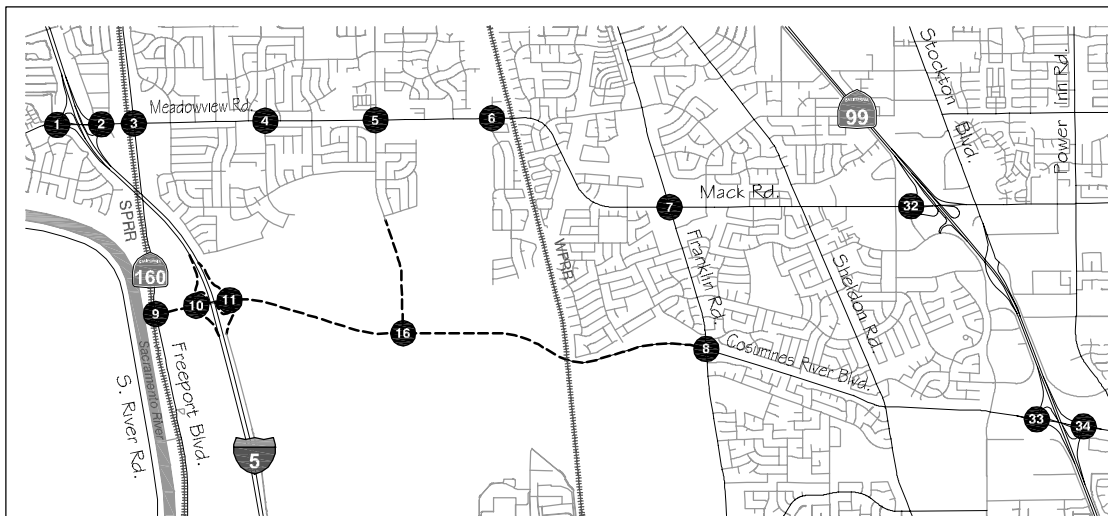 Stockton Blvd.
Power Inn Rd.
CALIFORNIA
99
Meadowview Rd.
1
2
3
4
5
6
SPRR
Mack Rd.
7
32
WPRR
Franklin Rd.
Sheldon Rd.
CALIFORNIA
160
9
10
11
16
8
Cosumnes River Blvd.
Sacramento River
Freeport Blvd.
S. River Rd.
5
33
34